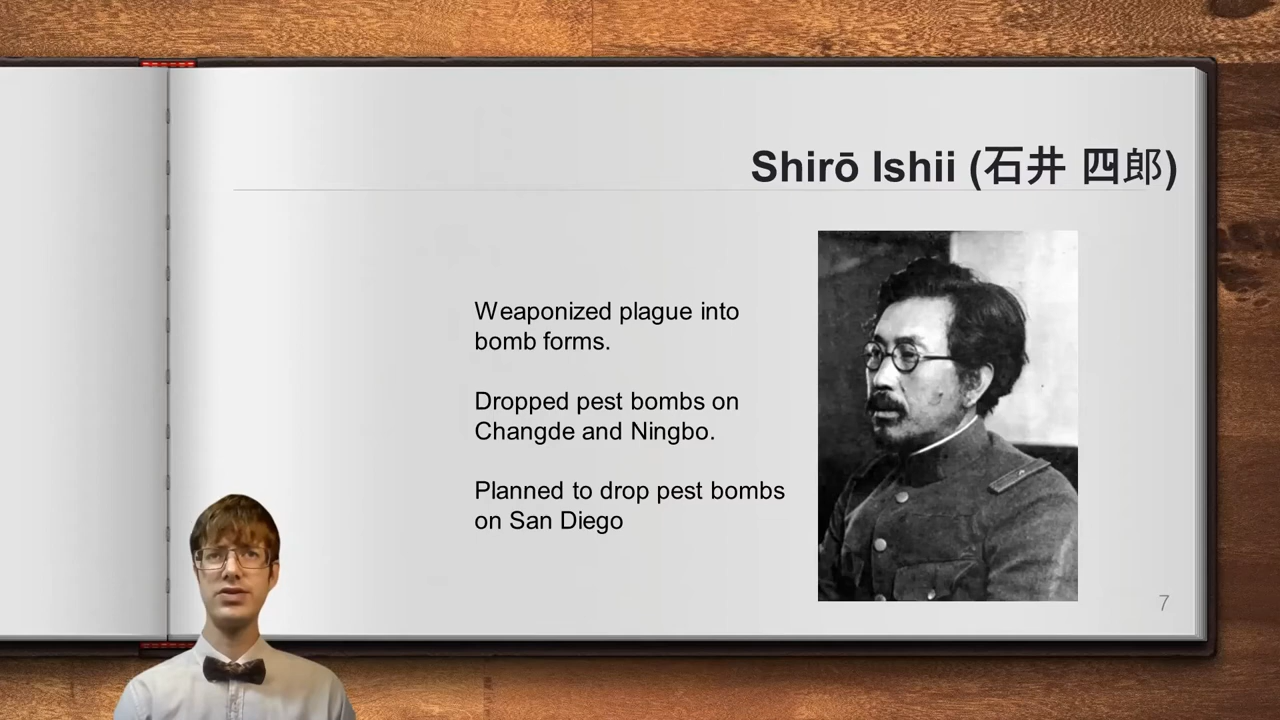 Shirō Ishii (石井 四郎)
Weaponized plague into
bomb forms.
Dropped pest bombs on
Changde and Ningbo.
Planned to drop pest bombs
on San Diego
7